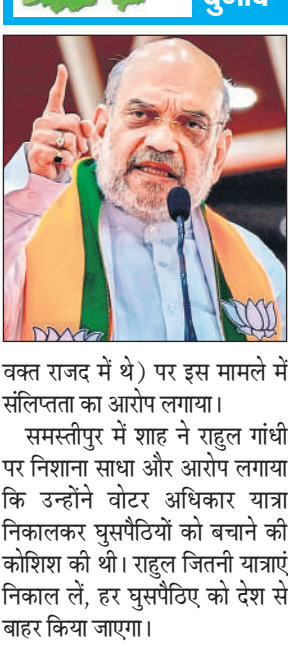 चुनाव
वक्त राजद में थे) पर इस मामले में
संलिप्तता का आरोप लगाया।
समस्तीपुर में शाह ने राहुल गांधी
पर निशाना साधा और आरोप लगाया
कि उन्होंने वोटर अधिकार यात्रा
निकालकर घुसपैठियों को बचाने की
कोशिश की थी। राहुल जितनी यात्राएं
निकाल लें, हर घुसपैठिए को देश से
बाहर किया जाएगा।